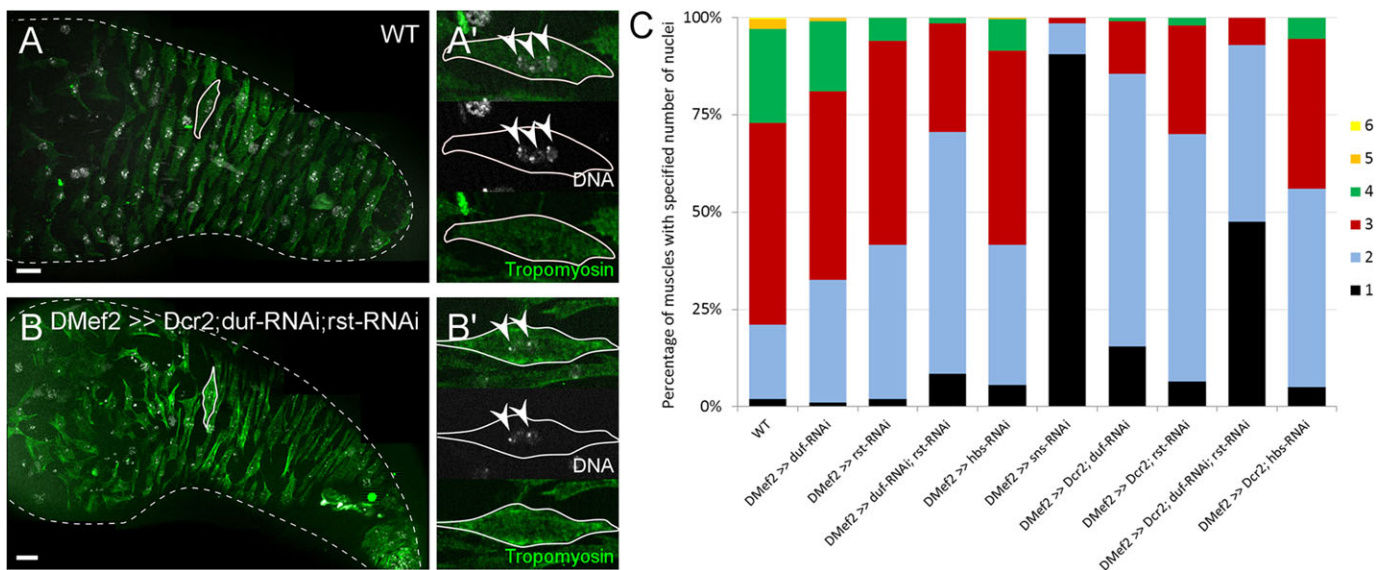 A
WT
A'
DNA
Tropomyosin
B
DMef2 >> Dcr2;duf-RNAi;rst-RNAi
B'
DNA
Tropomyosin
C
Percentage of muscles with specified number of nuclei
100%
75%
50%
25%
0%
WT
DMef2 >> duf-RNAi
DMef2 >> rst-RNAi
DMef2 >> duf-RNAi; rst-RNAi
DMef2 >> hbs-RNAi
DMef2 >> sns-RNAi
DMef2 >> Dcr2; duf-RNAi
DMef2 >> Dcr2; rst-RNAi
DMef2 >> Dcr2; duf-RNAi; rst-RNAi
DMef2 >> Dcr2; hbs-RNAi
6
5
4
3
2
1